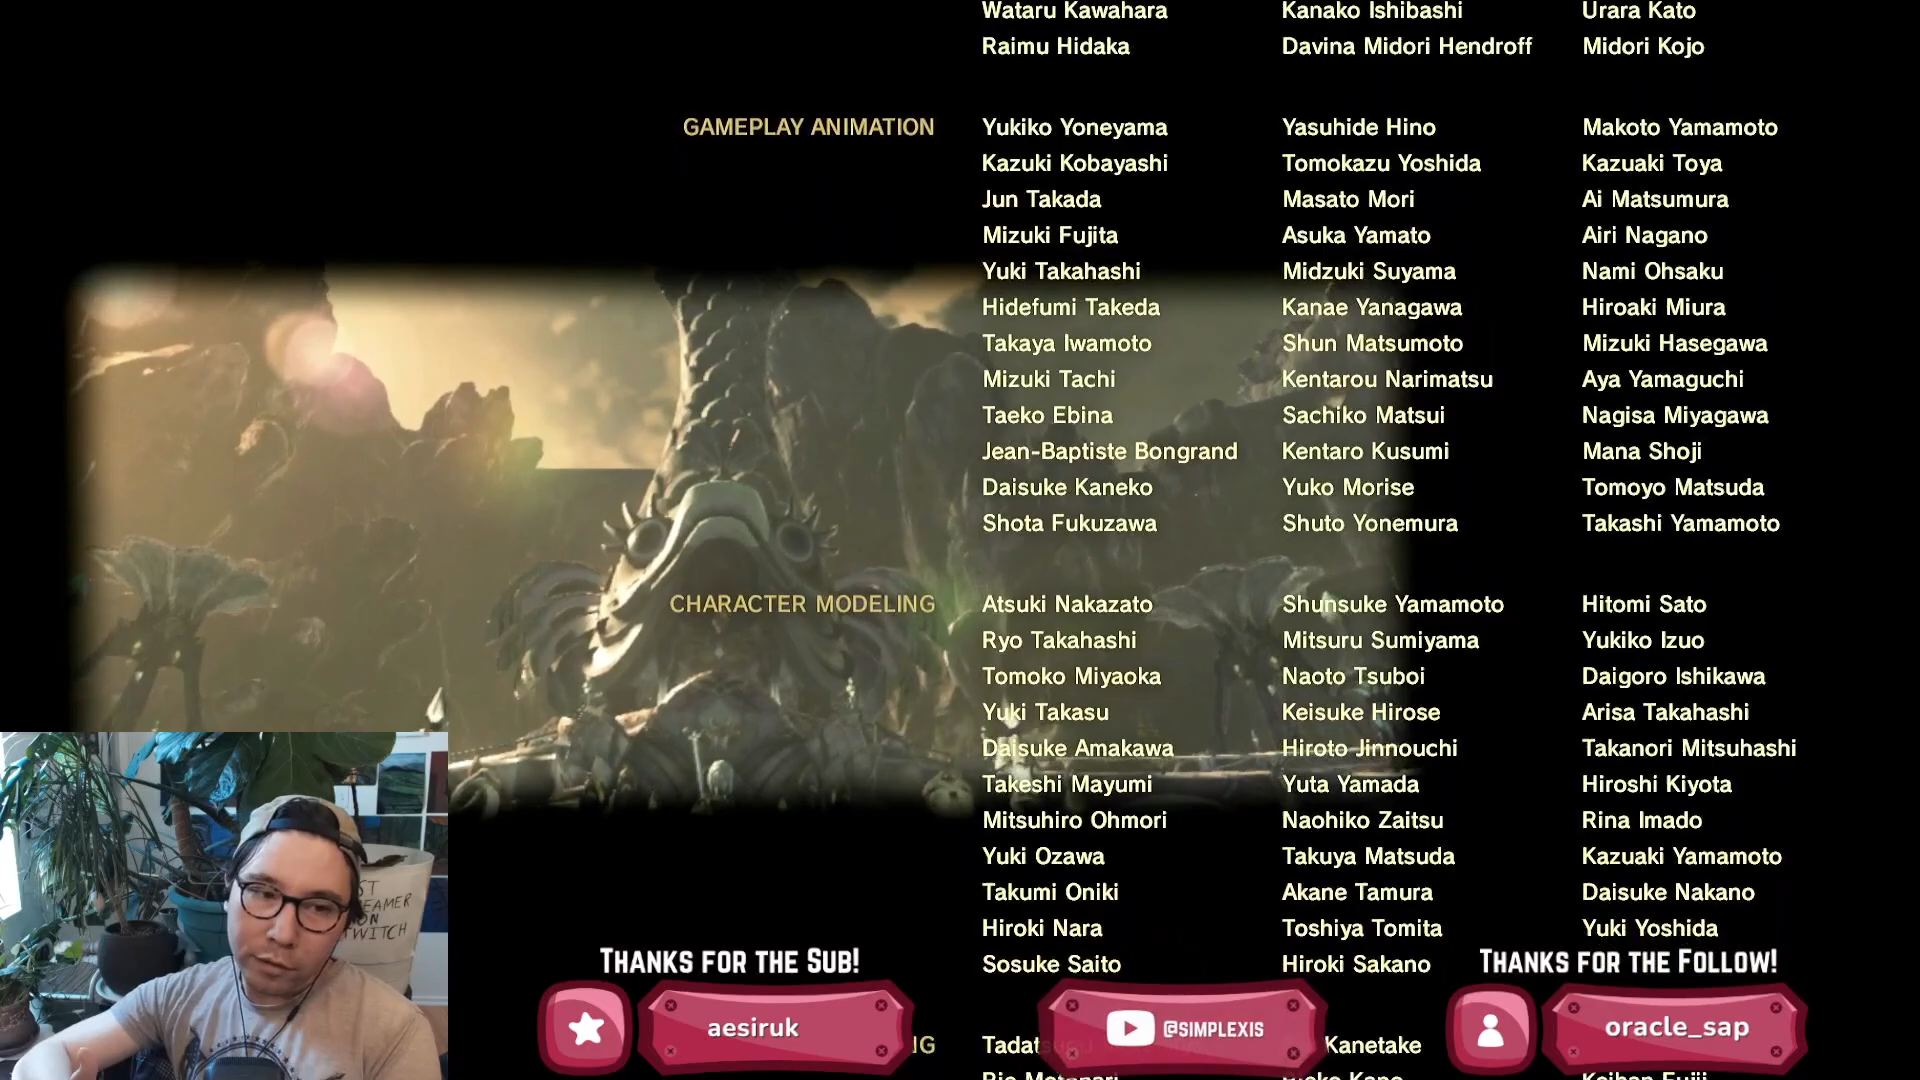 Wataru Kawahara Kanako Ishibashi Urara Kato
Raimu Hidaka Davina Midori Hendroff Midori Kojo
GAMEPLAY ANIMATION Yukiko Yoneyama Yasuhide Hino Makoto Yamamoto
Kazuki Kobayashi Tomokazu Yoshida Kazuaki Toya
Jun Takada Masato Mori Ai Matsumura
Mizuki Fujita Asuka Yamato Airi Nagano
Yuki Takahashi Midzuki Suyama Nami Ohsaku
Hidefumi Takeda Kanae Yanagawa Hiroaki Miura
Takaya Iwamoto Shun Matsumoto Mizuki Hasegawa
Mizuki Tachi Kentarou Narimatsu Aya Yamaguchi
Taeko Ebina Sachiko Matsui Nagisa Miyagawa
Jean-Baptiste Bongrand Kentaro Kusumi Mana Shoji
Daisuke Kaneko Yuko Morise Tomoyo Matsuda
Shota Fukuzawa Shuto Yonemura Takashi Yamamoto
CHARACTER MODELING Atsuki Nakazato Shunsuke Yamamoto Hitomi Sato
Ryo Takahashi Mitsuru Sumiyama Yukiko Izuo
Tomoko Miyaoka Naoto Tsuboi Daigoro Ishikawa
Yuki Takasu Keisuke Hirose Arisa Takahashi
Daisuke Amakawa Hiroto Jinnouchi Takanori Mitsuhashi
Takeshi Mayumi Yuta Yamada Hiroshi Kiyota
Mitsuhiro Ohmori Naohiko Zaitsu Rina Imado
Yuki Ozawa Takuya Matsuda Kazuaki Yamamoto
Takumi Oniki Akane Tamura Daisuke Nakano
Hiroki Nara Toshiya Tomita Yuki Yoshida
Sosuke Saito Hiroki Sakano
ON
TWITCH
THANKS FOR THE SUB! THANKS FOR THE FOLLOW!
aesiruk @SIMPLEXIS oracle_sap
Kanetake